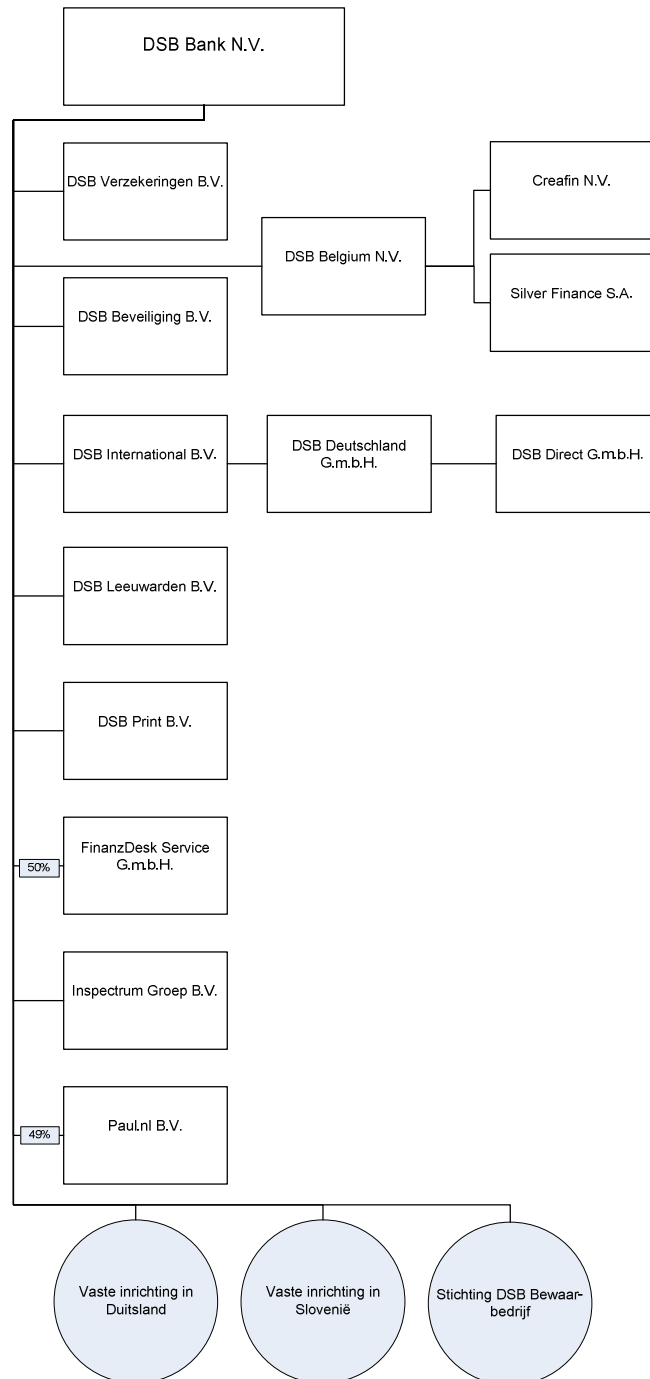 DSB Bank N.V.
DSB Verzekeringen B.V.
Creafin N.V.
DSB Belgium N.V.
Silver Finance S.A.
DSB Beveiliging B.V.
DSB International B.V.
DSB Deutschland
G.m.b.H.
DSB Direct G.m.b.H.
DSB Leeuwarden B.V.
DSB Print B.V.
FinanzDesk Service
G.m.b.H.
50%
Inspectrum Groep B.V.
Paul.nl B.V.
49%
Vaste inrichting in
Duitsland
Vaste inrichting in
Slovenië
Stichting DSB Bewaar-
bedrijf